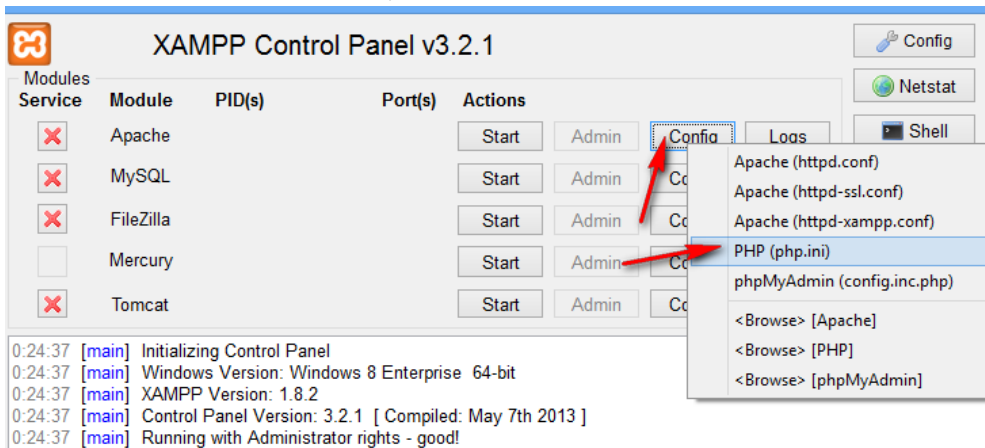 XAMPP Control Panel v3.2.1
Config
Modules
Netstat
Service Module PID(s) Port(s) Actions
Apache Start Admin Config Logs
Shell
MySQL Start Admin
FileZilla Start Admin
Mercury Start Admin
Tomcat Start Admin
Apache (httpd.conf)
Apache (httpd-ssl.conf)
Apache (httpd-xampp.conf)
PHP (php.ini)
phpMyAdmin (config.inc.php)
<Browse> [Apache]
<Browse> [PHP]
<Browse> [phpMyAdmin]
0:24:37 [main] Initializing Control Panel
0:24:37 [main] Windows Version: Windows 8 Enterprise 64-bit
0:24:37 [main] XAMPP Version: 1.8.2
0:24:37 [main] Control Panel Version: 3.2.1 [ Compiled: May 7th 2013 ]
0:24:37 [main] Running with Administrator rights - good!